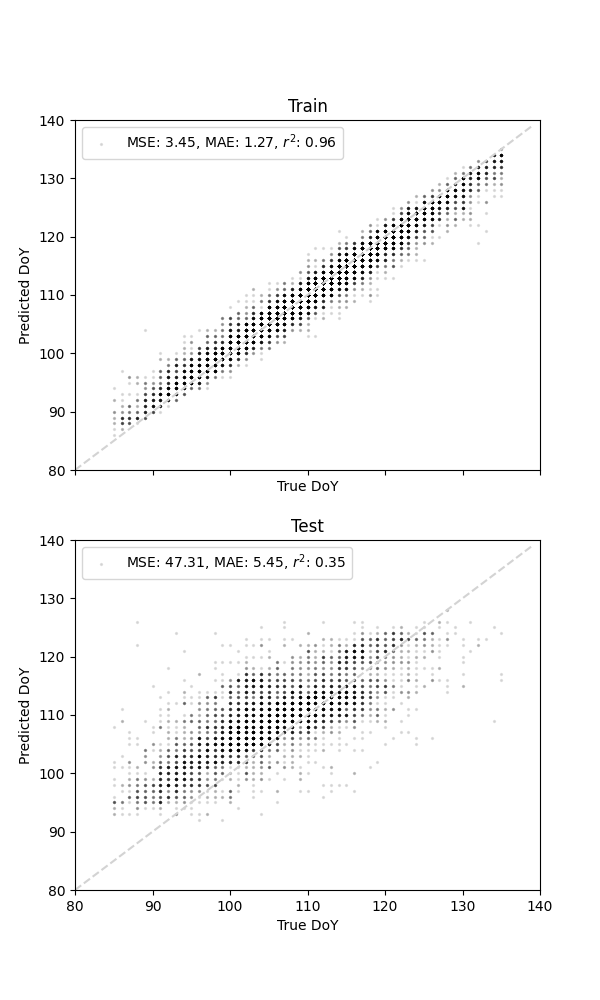 Train
140
MSE: 3.45, MAE: 1.27, r²: 0.96
130
120
110
100
90
80
Predicted DoY
True DoY
Test
140
MSE: 47.31, MAE: 5.45, r²: 0.35
130
120
110
100
90
80
Predicted DoY
80 90 100 110 120 130 140
True DoY